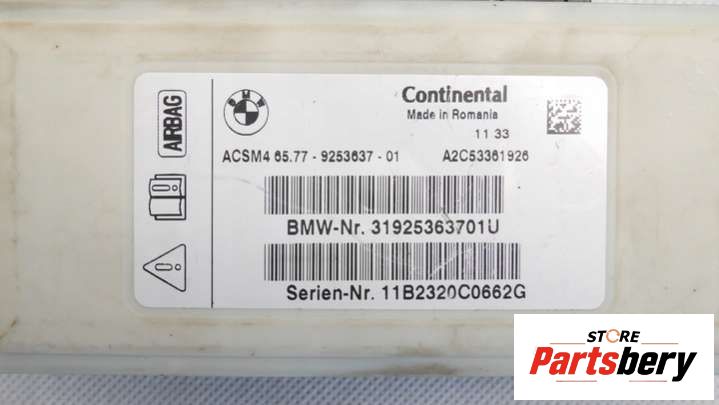 AIRBAG
BMW
Continental
Made in Romania
11 33
ACSM4 65.77 - 9253637 - 01 A2C53361926
BMW-Nr. 31925363701U
Serien-Nr. 11B2320C0662G
STORE
Partsbery